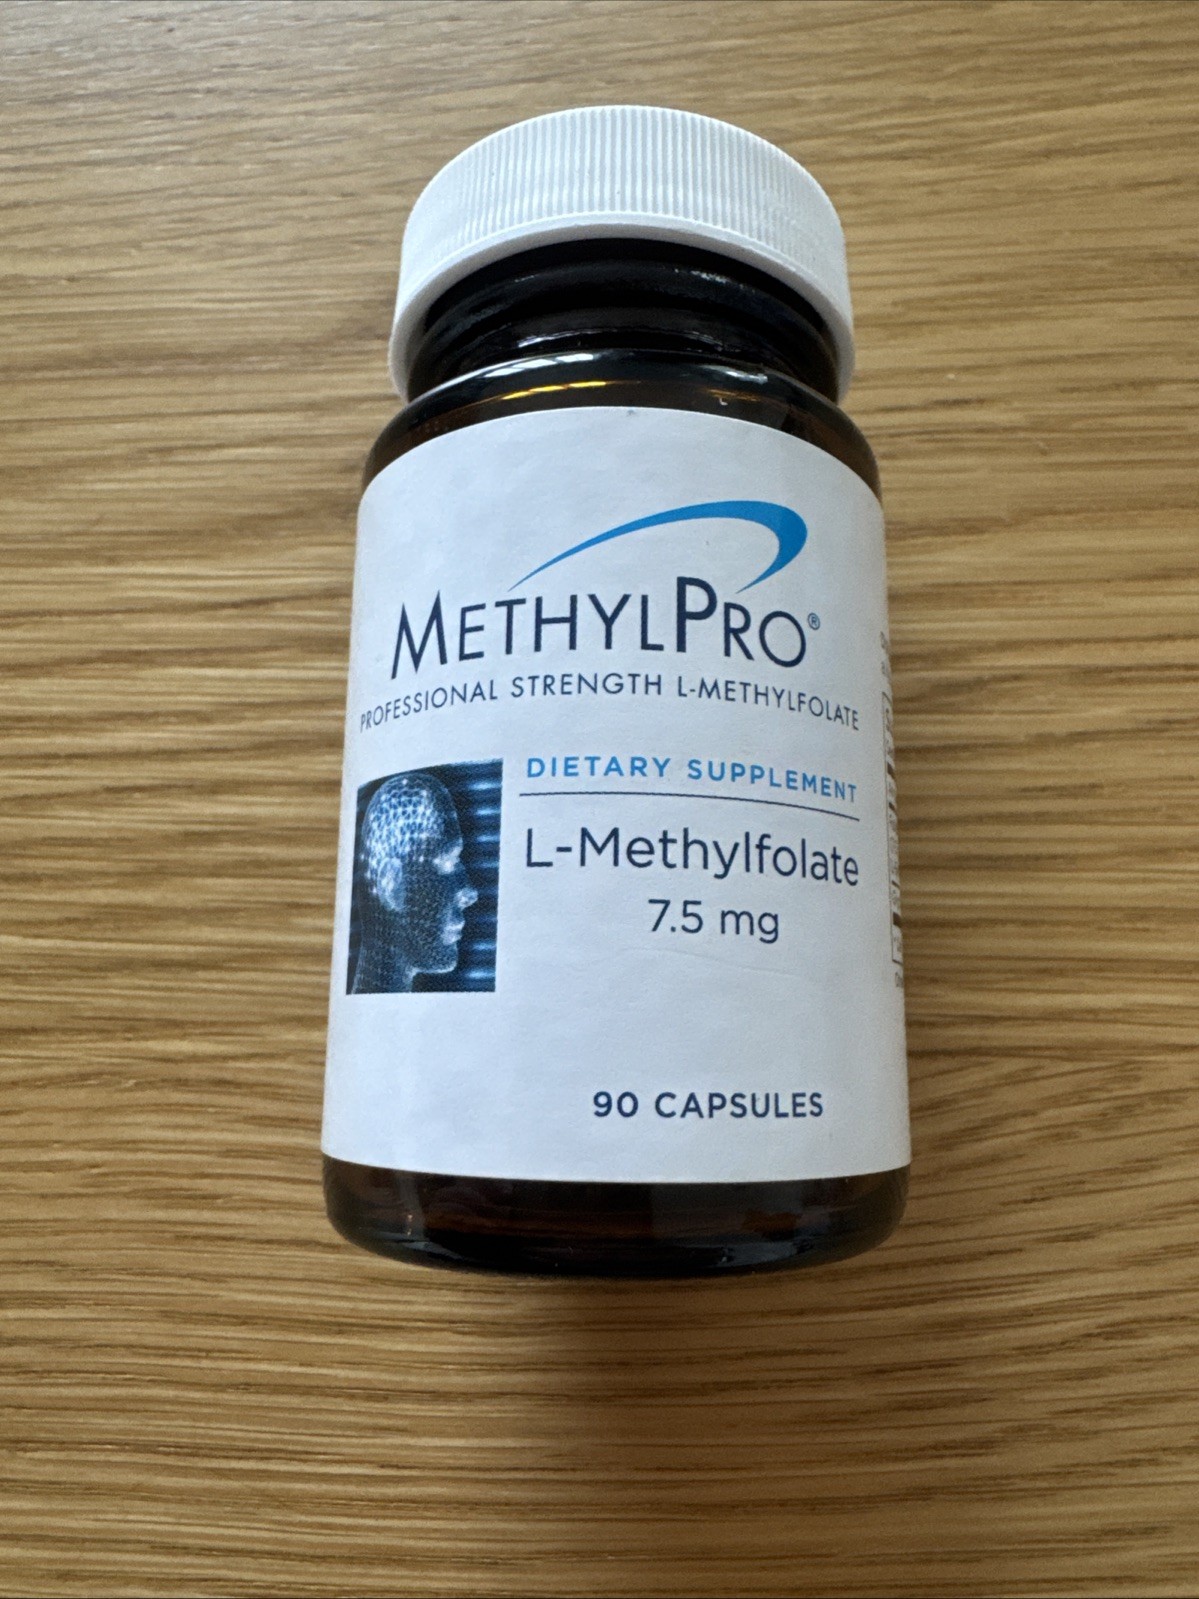 METHYLPRO®
PROFESSIONAL STRENGTH L-METHYLFOLATE
DIETARY SUPPLEMENT
L-Methylfolate
7.5 mg
90 CAPSULES